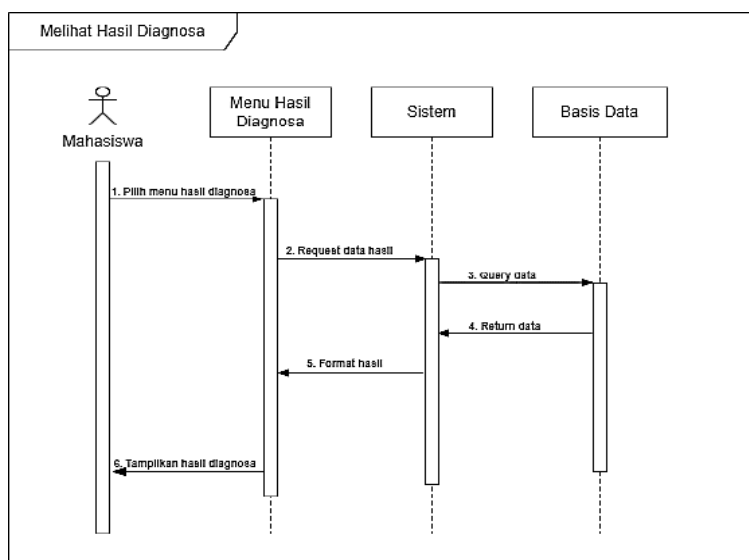 Melihat Hasil Diagnosa
Mahasiswa
Menu Hasil
Diagnosa
Sistem
Basis Data
1. Pilih menu hasil diagnosa
2. Request data hasil
3. Query data
4. Return data
5. Format hasil
6. Tampilkan hasil diagnosa